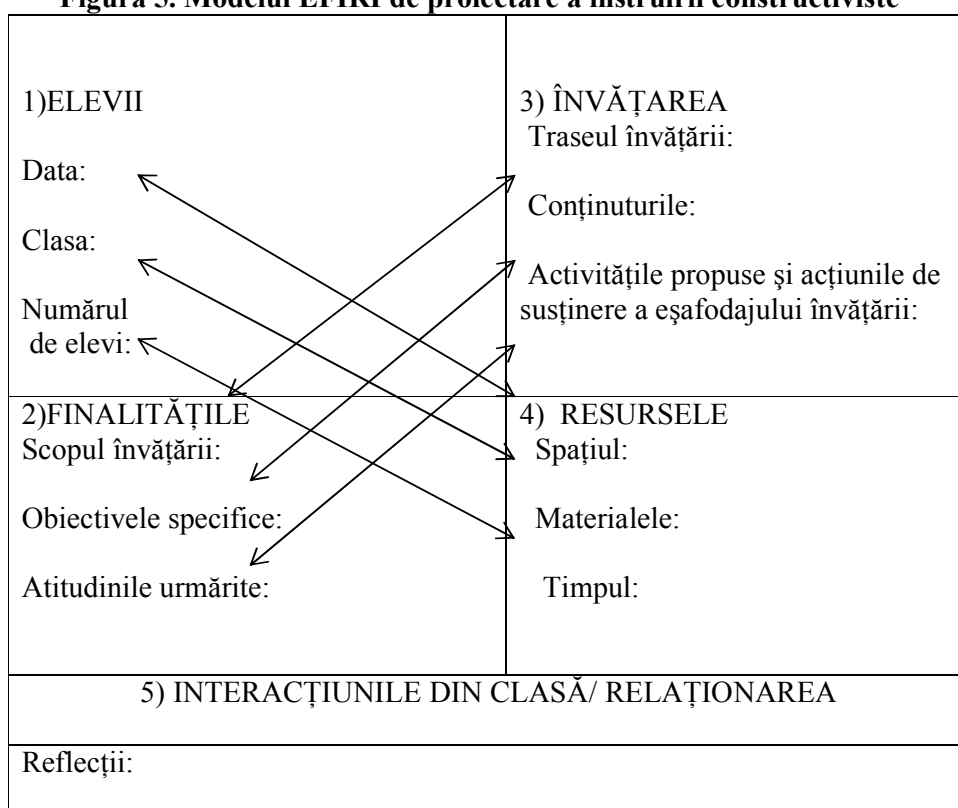 Figura 3. Modelul EFIRI de proiectare a instruirii constructiviste
1)ELEVII
Data:
Clasa:
Numărul
de elevi:
3) ÎNVĂȚAREA
Traseul învățării:
Conținuturile:
Activitățile propuse şi acțiunile de
susținere a eşafodajului învățării:
2)FINALITĂȚILE
Scopul învățării:
Obiectivele specifice:
Atitudinile urmărite:
4) RESURSELE
Spațiul:
Materialele:
Timpul:
5) INTERACȚIUNILE DIN CLASĂ/ RELAȚIONAREA
Reflecții: